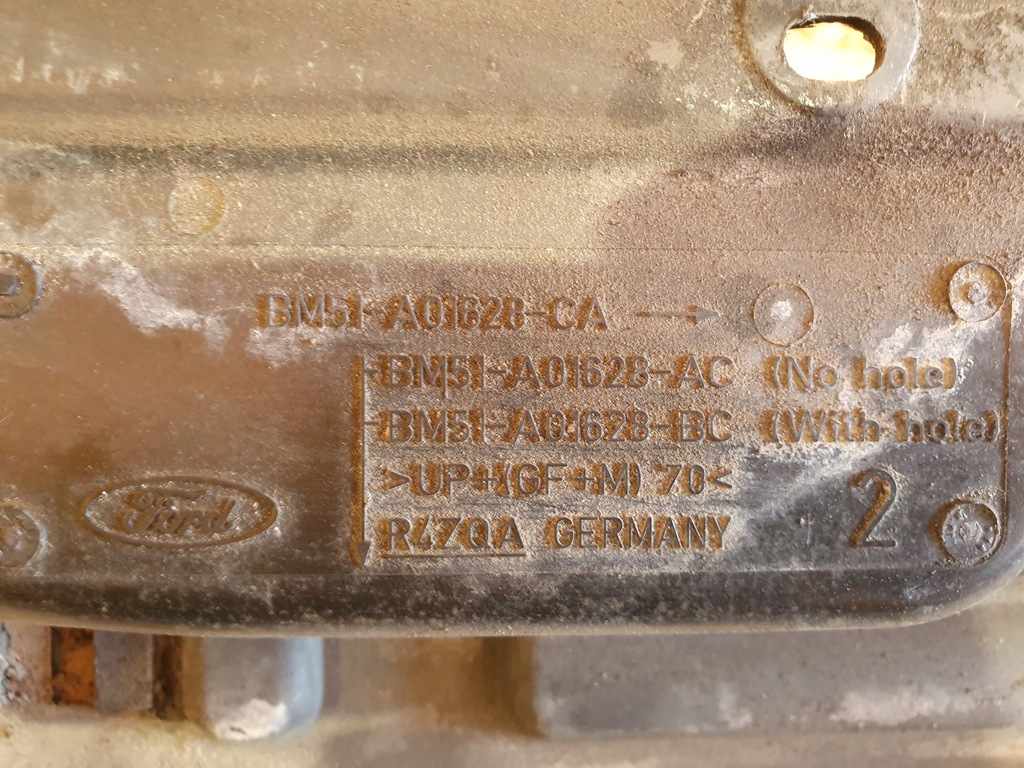 BM51-A01628-CA
BM51-A01628-AC (No hole)
BM51-A01628-BC (With hole)
>UP+(GF+M) 70<
R47QA GERMANY
2
Ford